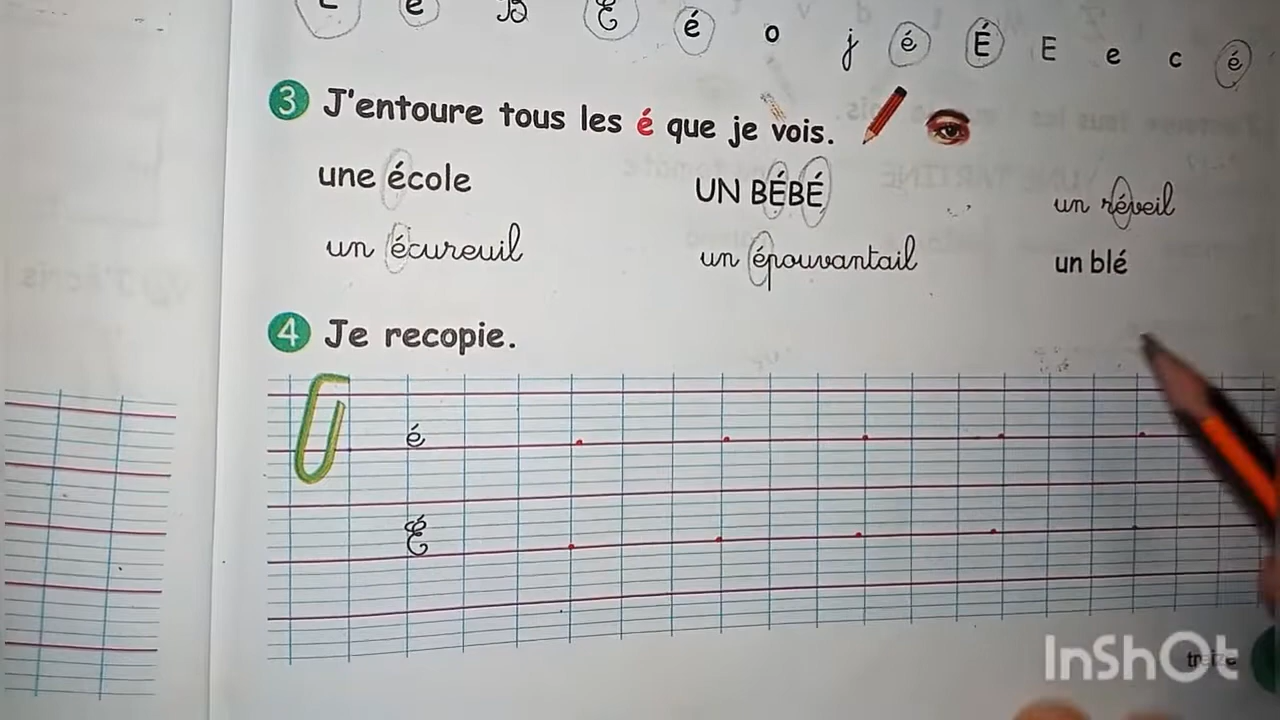 E e B É é o j é É E e c é
3 J'entoure tous les é que je vois.
une école UN BÉBÉ un réveil
un écureuil un épouvantail un blé
4 Je recopie.
é
É
treize
InShOt